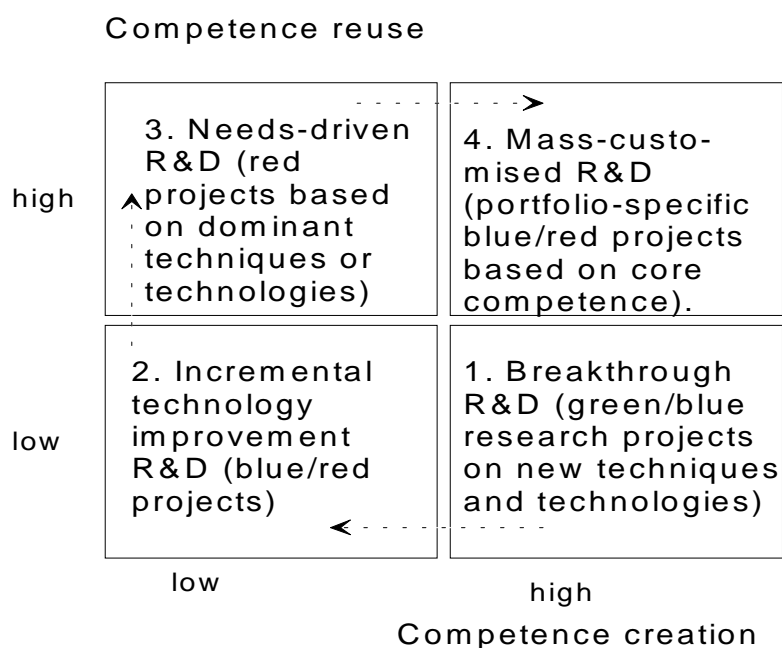 Competence reuse
3. Needs-driven
R&D (red
projects based
on dominant
techniques or
technologies)
4. Mass-custo-
mised R&D
(portfolio-specific
blue/red projects
based on core
competence).
high
2. Incremental
technology
improvement
R&D (blue/red
projects)
1. Breakthrough
R&D (green/blue
research projects
on new techniques
and technologies)
low
low
high
Competence creation